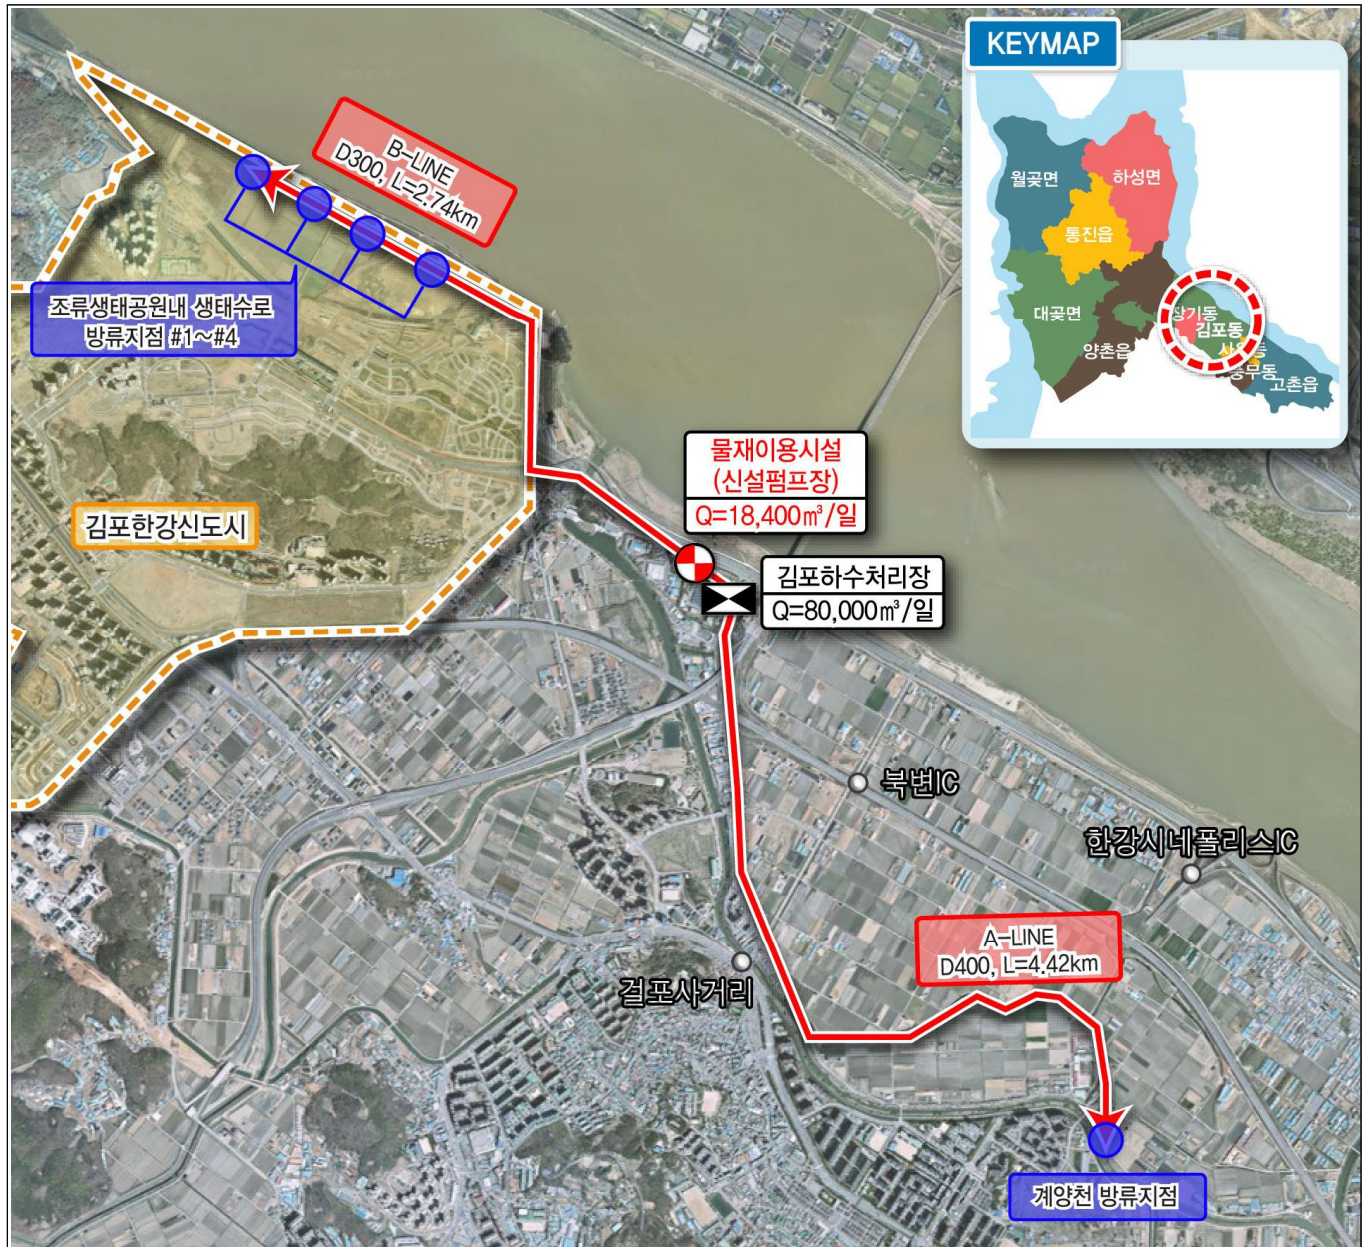 KEYMAP
월곶면
하성면
통진읍
대곶면
양촌읍
장기동
김포동
고촌읍
B-LINE
D300, L=2.74km
조류생태공원내 생태수로
방류지점 #1~#4
김포한강신도시
물재이용시설
(신설펌프장)
Q=18,400㎥/일
김포하수처리장
Q=80,000㎥/일
북변IC
한강시네폴리스IC
A-LINE
D400, L=4.42km
걸포사거리
계양천 방류지점